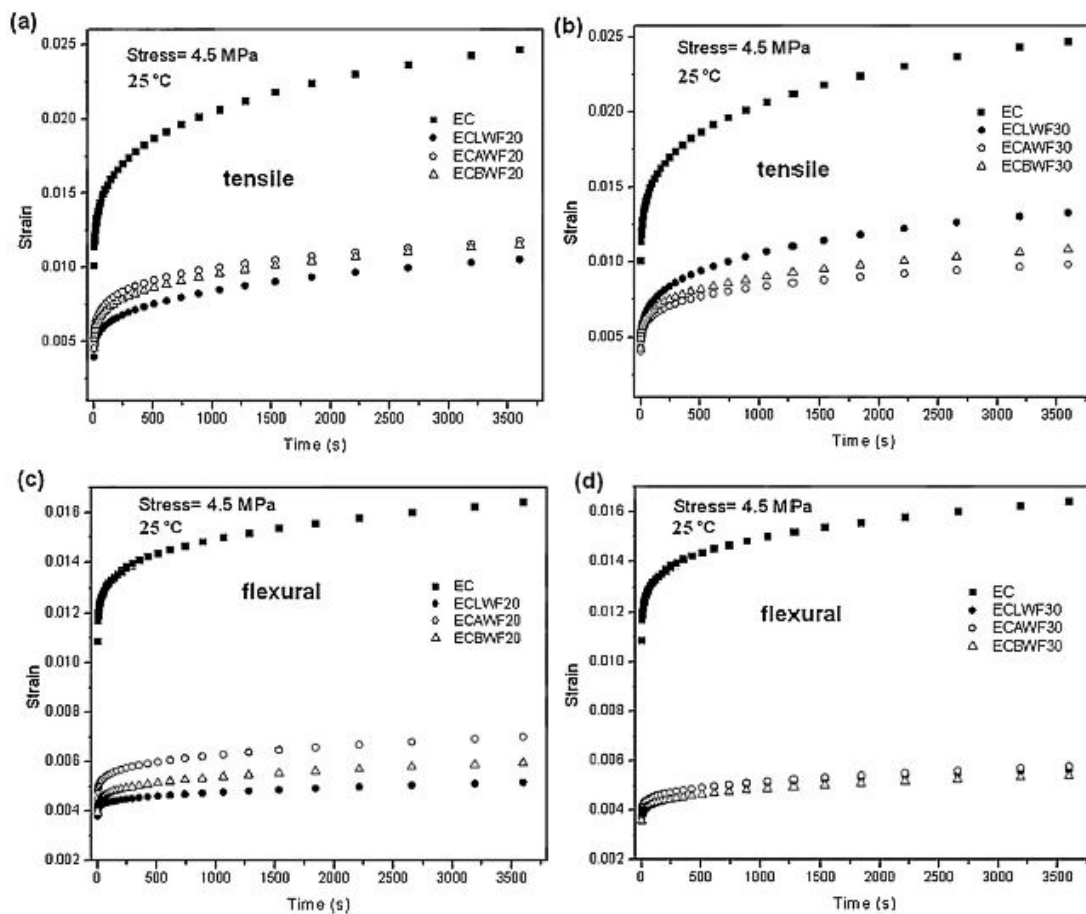 (a)
Stress= 4.5 MPa
25 °C
EC
ECLWF20
ECAWF20
ECBWF20
tensile
Strain
0.025
0.020
0.015
0.010
0.005
0 500 1000 1500 2000 2500 3000 3500
Time (s)
(b)
Stress= 4.5 MPa
25 °C
EC
ECLWF30
ECAWF30
ECBWF30
tensile
Strain
0.025
0.020
0.015
0.010
0.005
0 500 1000 1500 2000 2500 3000 3500
Time (s)
(c)
Stress= 4.5 MPa
25 °C
flexural
EC
ECLWF20
ECAWF20
ECBWF20
Strain
0.016
0.014
0.012
0.010
0.008
0.006
0.004
0.002
0 500 1000 1500 2000 2500 3000 3500
Time (s)
(d)
Stress= 4.5 MPa
25 °C
flexural
EC
ECLWF30
ECAWF30
ECBWF30
Strain
0.016
0.014
0.012
0.010
0.008
0.006
0.004
0.002
0 500 1000 1500 2000 2500 3000 3500
Time (s)